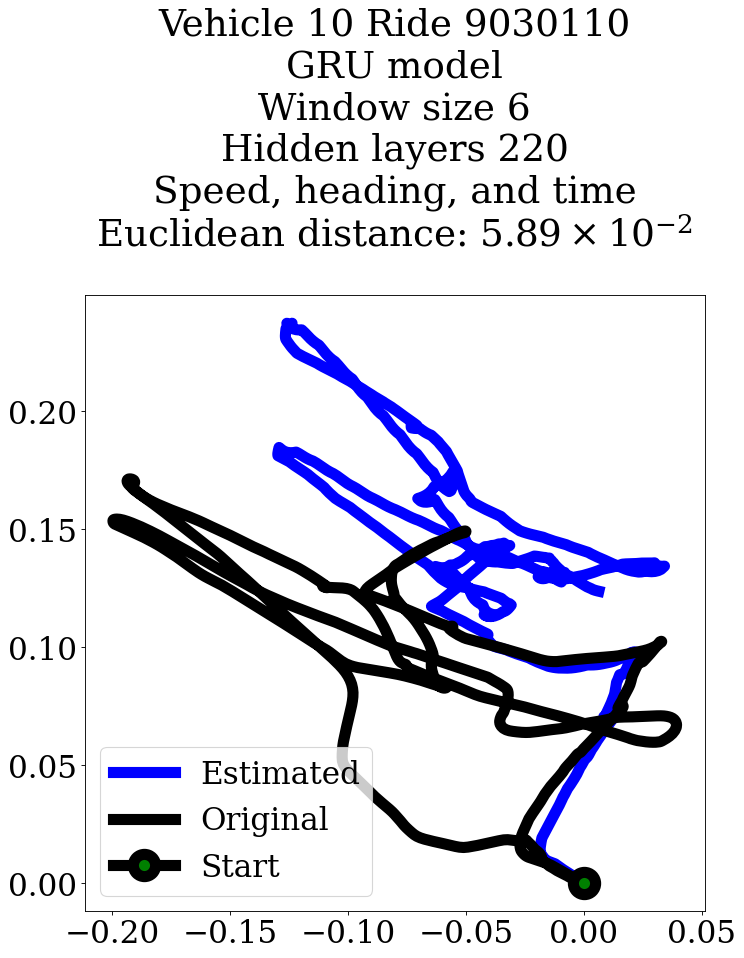 Vehicle 10 Ride 9030110
GRU model
Window size 6
Hidden layers 220
Speed, heading, and time
Euclidean distance: 5.89 × 10⁻²
0.20
0.15
0.10
0.05
0.00
Estimated
Original
Start
−0.20 −0.15 −0.10 −0.05 0.00 0.05